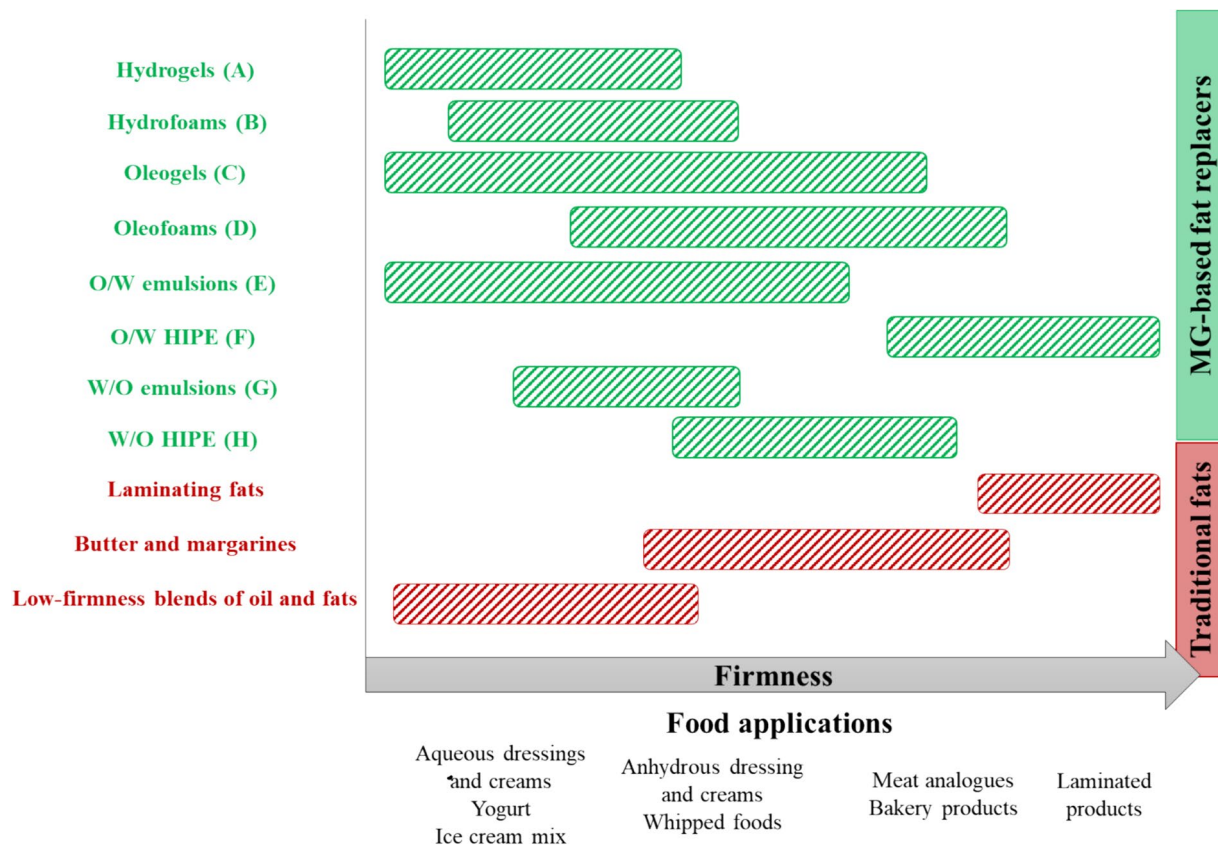 Hydrogels (A)
Hydrofoams (B)
Oleogels (C)
Oleofoams (D)
O/W emulsions (E)
O/W HIPE (F)
W/O emulsions (G)
W/O HIPE (H)
Laminating fats
Butter and margarines
Low-firmness blends of oil and fats
MG-based fat replacers
Traditional fats
Firmness
Food applications
Aqueous dressings
and creams
Yogurt
Ice cream mix
Anhydrous dressing
and creams
Whipped foods
Meat analogues
Bakery products
Laminated
products